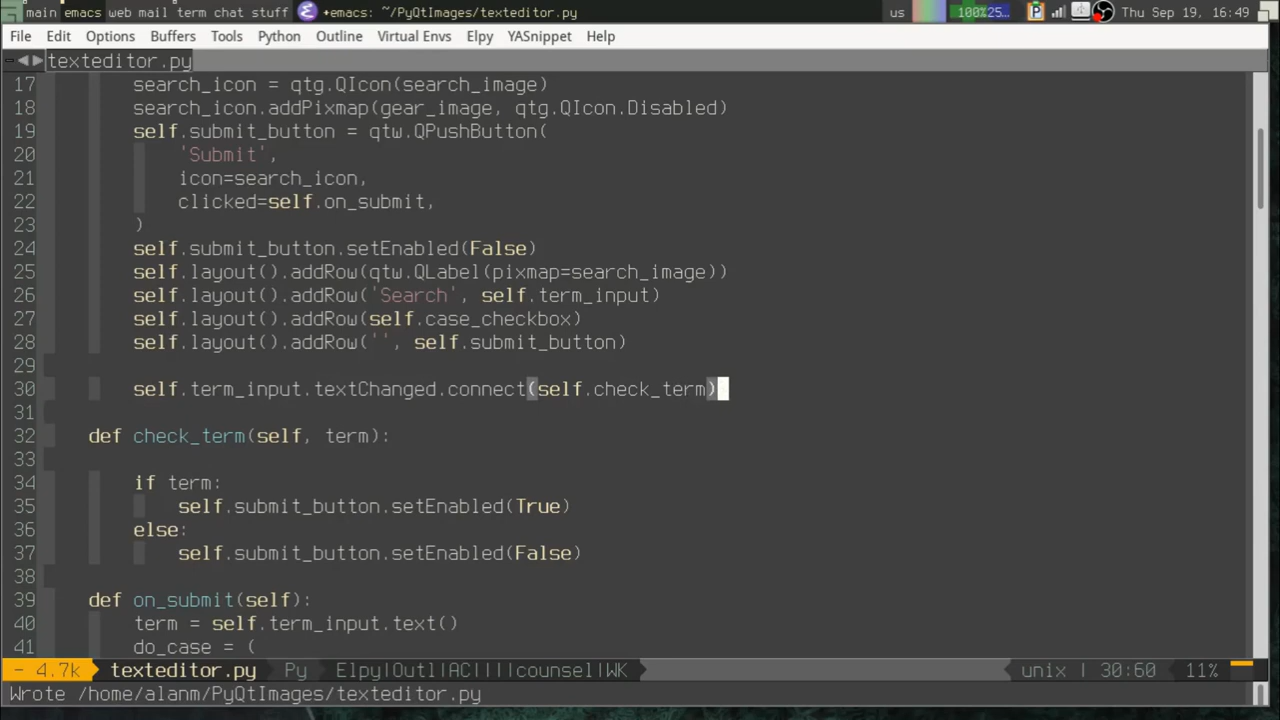 main emacs web mail term chat stuff +emacs: ~/PyQtImages/texteditor.py us 100%25... Thu Sep 19, 16:49
File Edit Options Buffers Tools Python Outline Virtual Envs Elpy YASnippet Help
texteditor.py
17 search_icon = qtg.QIcon(search_image)
18 search_icon.addPixmap(gear_image, qtg.QIcon.Disabled)
19 self.submit_button = qtw.QPushButton(
20 'Submit',
21 icon=search_icon,
22 clicked=self.on_submit,
23 )
24 self.submit_button.setEnabled(False)
25 self.layout().addRow(qtw.QLabel(pixmap=search_image))
26 self.layout().addRow('Search', self.term_input)
27 self.layout().addRow(self.case_checkbox)
28 self.layout().addRow('', self.submit_button)
29
30 self.term_input.textChanged.connect(self.check_term)
31
32 def check_term(self, term):
33
34 if term:
35 self.submit_button.setEnabled(True)
36 else:
37 self.submit_button.setEnabled(False)
38
39 def on_submit(self):
40 term = self.term_input.text()
41 do_case = (
- 4.7k texteditor.py Py Elpy|Outl|AC||||counsel|WK unix | 30:60 11%
Wrote /home/alanm/PyQtImages/texteditor.py